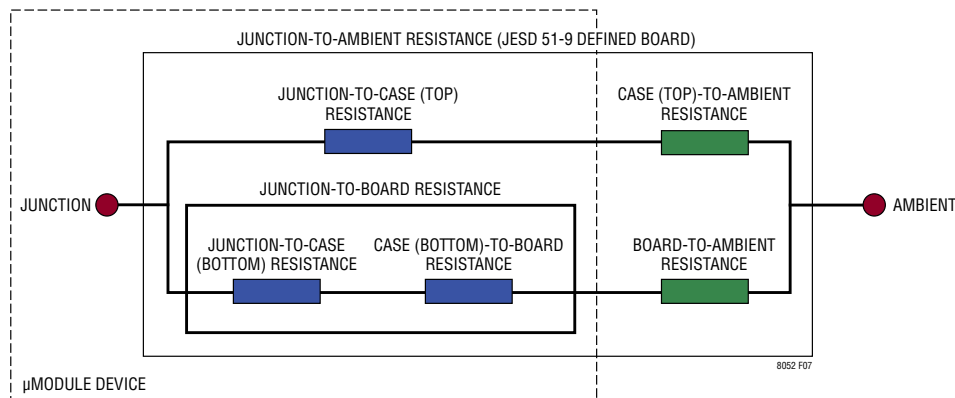 JUNCTION-TO-AMBIENT RESISTANCE (JESD 51-9 DEFINED BOARD)
JUNCTION-TO-CASE (TOP)
RESISTANCE
CASE (TOP)-TO-AMBIENT
RESISTANCE
JUNCTION-TO-BOARD RESISTANCE
JUNCTION
AMBIENT
JUNCTION-TO-CASE
(BOTTOM) RESISTANCE
CASE (BOTTOM)-TO-BOARD
RESISTANCE
BOARD-TO-AMBIENT
RESISTANCE
8052 F07
µMODULE DEVICE